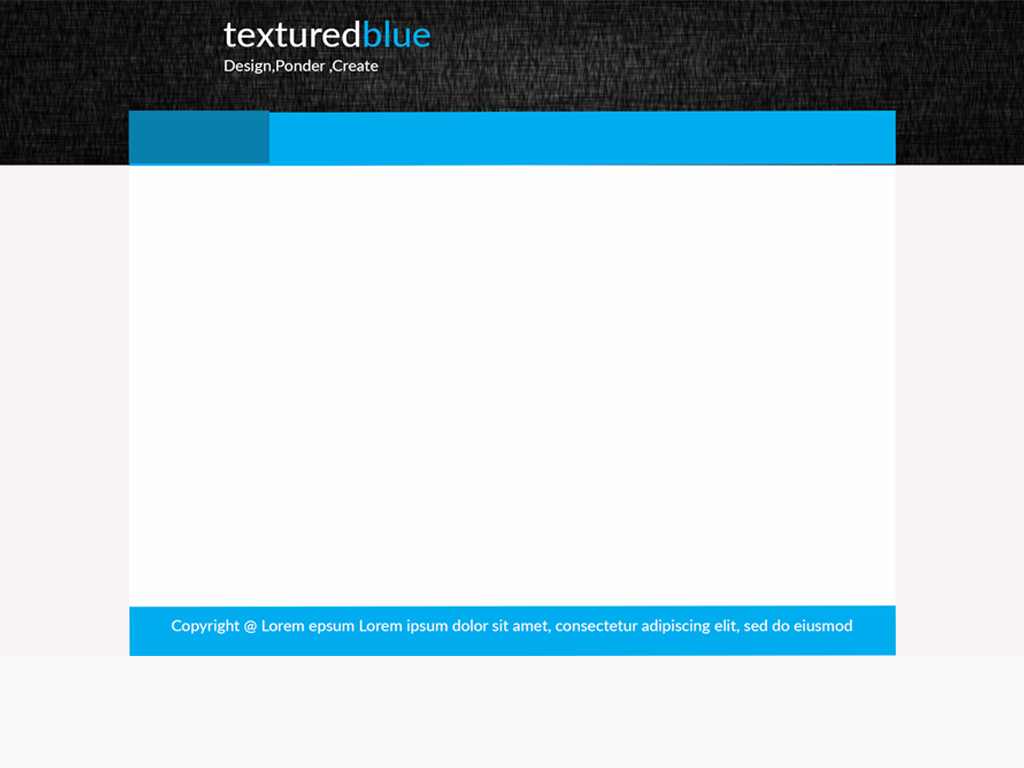 texturedblue
Design,Ponder ,Create
Copyright @ Lorem epsum Lorem ipsum dolor sit amet, consectetur adipiscing elit, sed do eiusmod